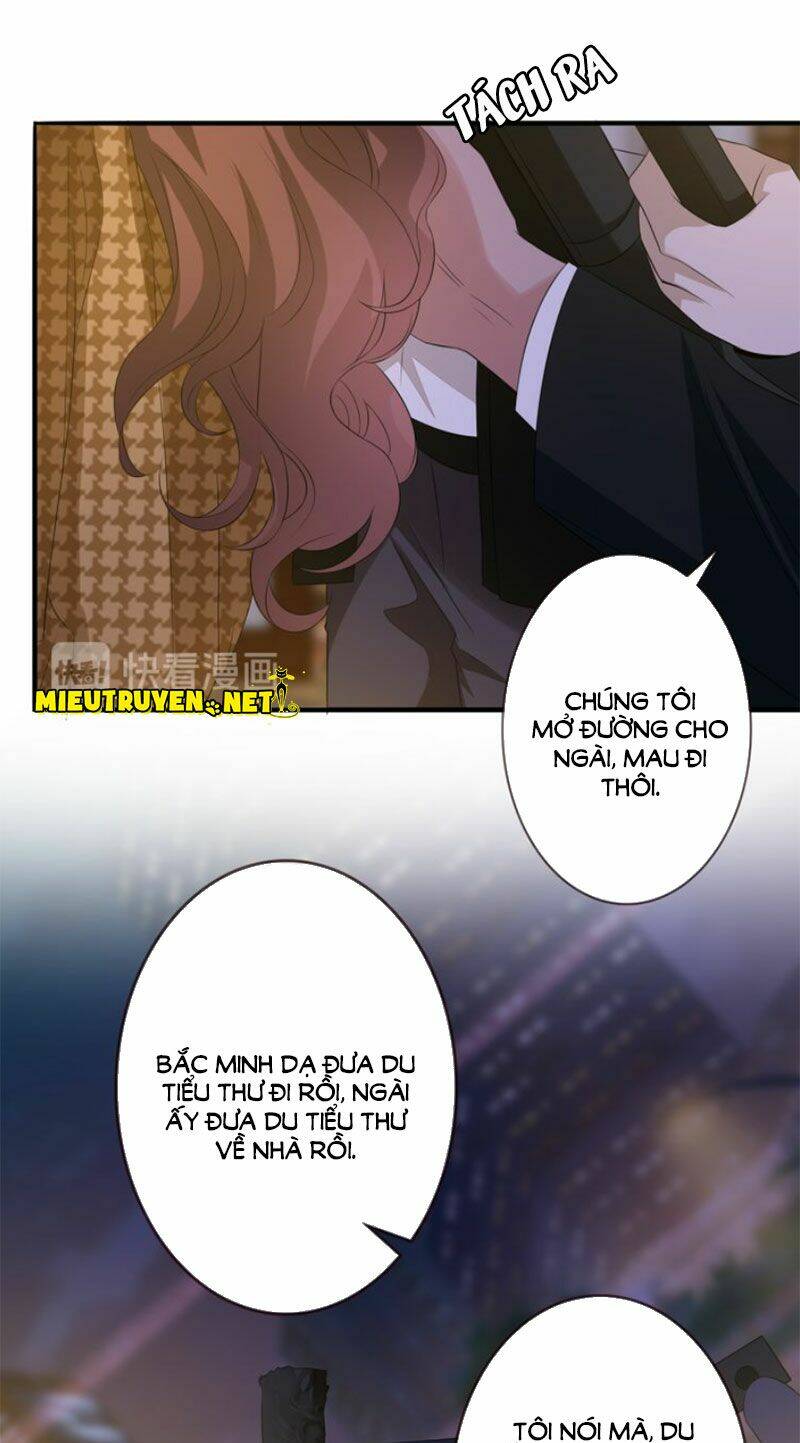 TÁCH RA
快看 快看漫画
MIEUTRUYEN.NET
CHÚNG TÔI
MỞ ĐƯỜNG CHO
NGÀI, MAU ĐI
THÔI.
BẮC MINH DẠ ĐƯA DU
TIỂU THƯ ĐI RỒI, NGÀI
ẤY ĐƯA DU TIỂU THƯ
VỀ NHÀ RỒI.
TÔI NÓI MÀ, DU